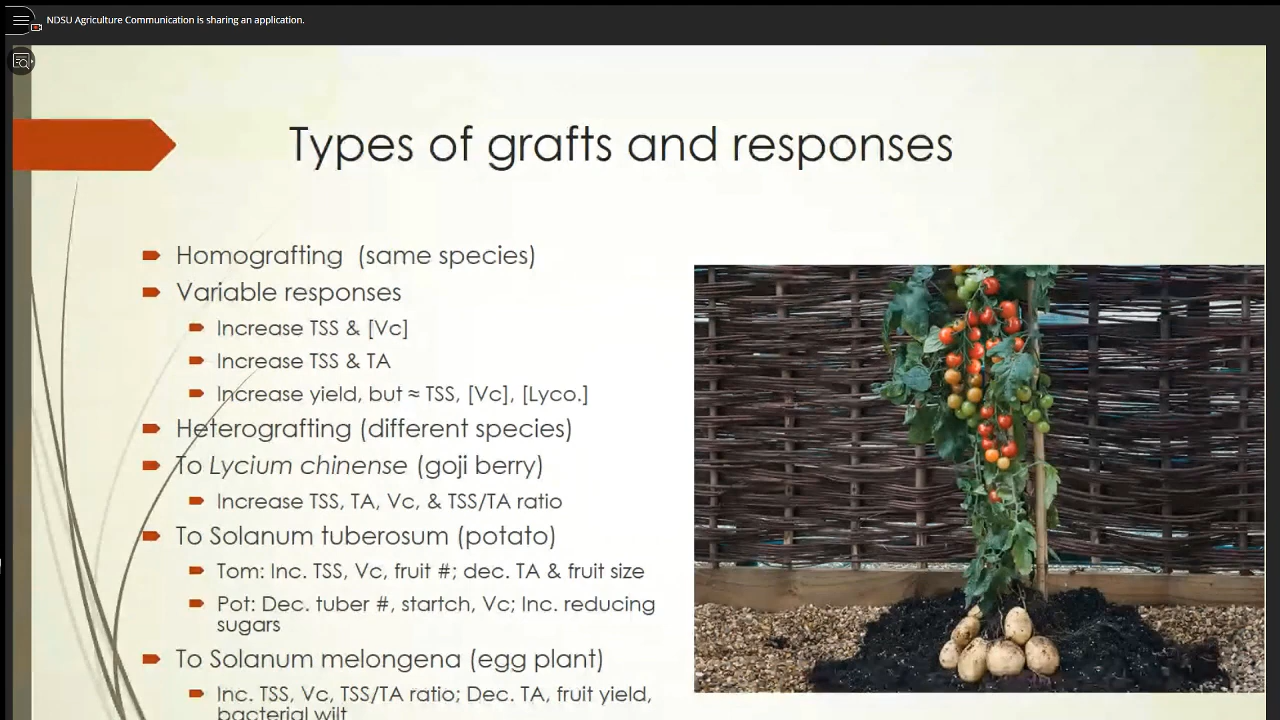 NDSU Agriculture Communication is sharing an application.
Types of grafts and responses
Homografting (same species)
Variable responses
Increase TSS & [Vc]
Increase TSS & TA
Increase yield, but ≈ TSS, [Vc], [Lyco.]
Heterografting (different species)
To Lycium chinense (goji berry)
Increase TSS, TA, Vc, & TSS/TA ratio
To Solanum tuberosum (potato)
Tom: Inc. TSS, Vc, fruit #; dec. TA & fruit size
Pot: Dec. tuber #, startch, Vc; Inc. reducing
sugars
To Solanum melongena (egg plant)
Inc. TSS, Vc, TSS/TA ratio; Dec. TA, fruit yield,
bacterial wilt